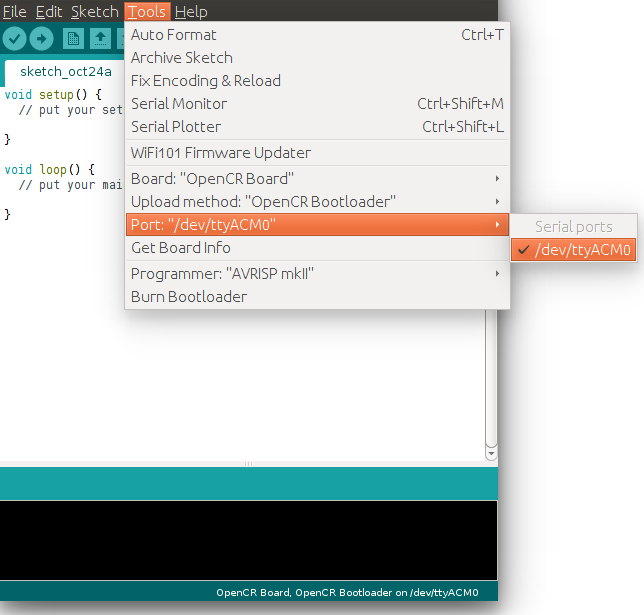 File Edit Sketch Tools Help
Auto Format Ctrl+T
sketch_oct24a
Archive Sketch
Fix Encoding & Reload
Serial Monitor Ctrl+Shift+M
Serial Plotter Ctrl+Shift+L
WiFi101 Firmware Updater
Board: "OpenCR Board"
Upload method: "OpenCR Bootloader"
Port: "/dev/ttyACM0"
Serial ports
/dev/ttyACM0
Get Board Info
Programmer: "AVRISP mkII"
Burn Bootloader
void setup() {
// put your set
}
void loop() {
// put your mai
}
OpenCR Board, OpenCR Bootloader on /dev/ttyACM0